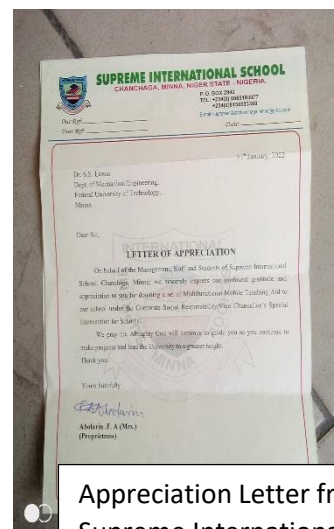 SUPREME INTERNATIONAL SCHOOL
CHANCHAGA, MINNA, NIGER STATE - NIGERIA.
P. O. BOX 2942
TEL:
Our Ref:
Your Ref:
Date:
January, 2022
Dr. S.S. Lawal
Dept. of Mechanical Engineering,
Federal University of Technology,
Minna.
Dear Sir,
LETTER OF APPRECIATION
On behalf of the Management, Staff and Students of Supreme International
School, Chanchaga, Minna, we sincerely express our profound gratitude and
appreciation to you for donating a set of Multifunctional Mobile Teaching Aid to
our school under the Corporate Social Responsibility/Vice Chancellor's Special
Intervention for Schools.
We pray the Almighty God will continue to guide you as you continue to
make progress and lead the University to a greater height.
Thank you
Yours faithfully
Abolarin .F. A (Mrs.)
(Proprietress)
INTERNATIONAL
MINNA
Appreciation Letter fr
Supreme Internationa